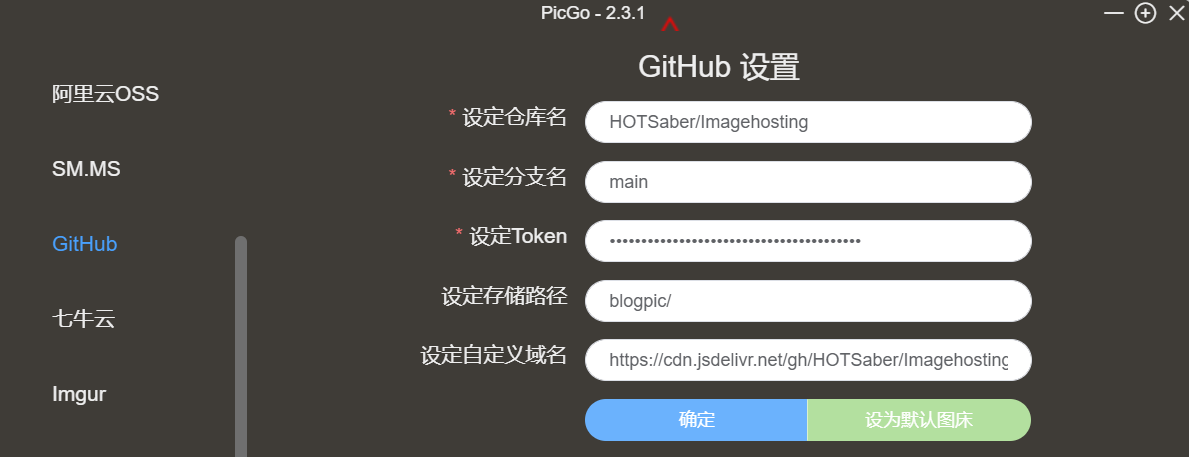 PicGo - 2.3.1
GitHub 设置
阿里云OSS
SM.MS
GitHub
七牛云
Imgur
* 设定仓库名 HOTSaber/Imagehosting
* 设定分支名 main
* 设定Token ••••••••••••••••••••••••••••••••••••••••
设定存储路径 blogpic/
设定自定义域名 https://cdn.jsdelivr.net/gh/HOTSaber/Imagehosting
确定 设为默认图床